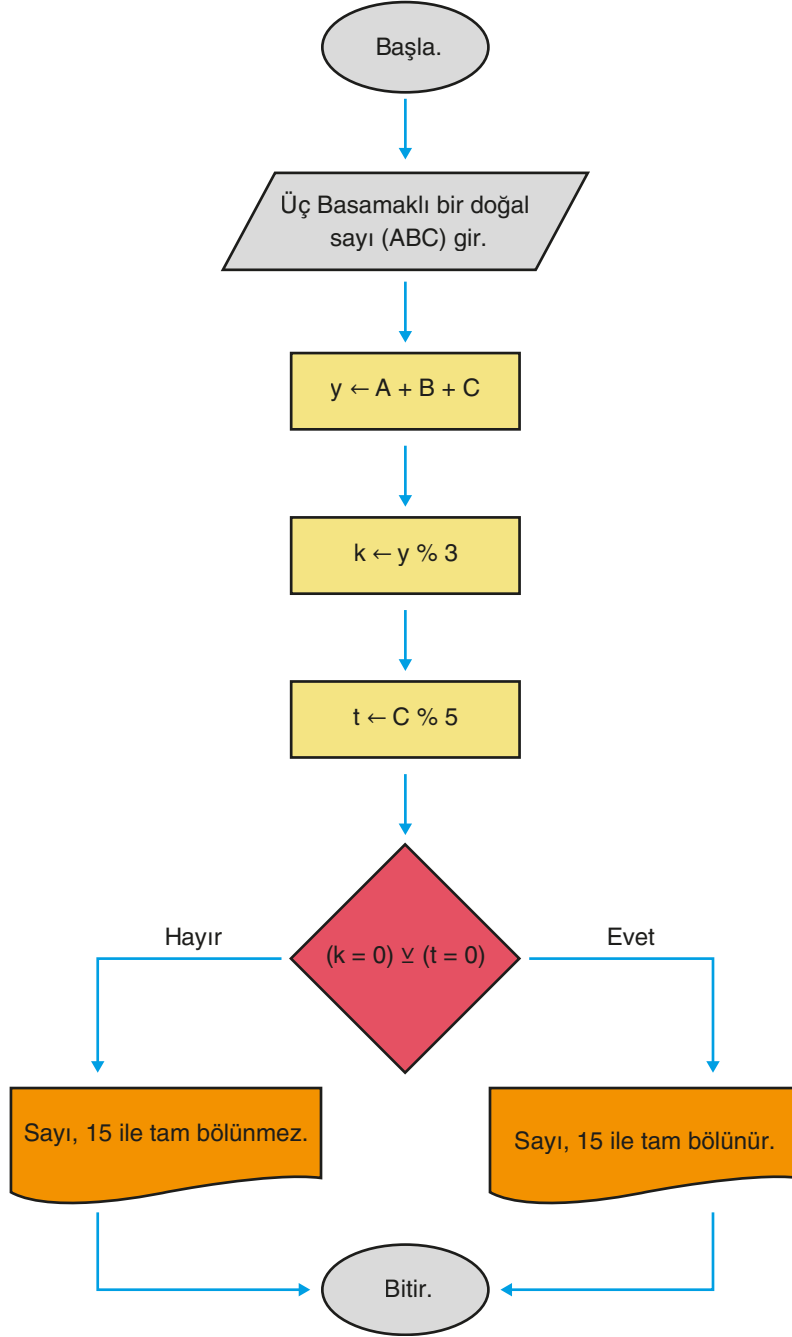 Başla.
Üç Basamaklı bir doğal
sayı (ABC) gir.
y ← A + B + C
k ← y % 3
t ← C % 5
(k = 0) ⊻ (t = 0)
Hayır
Evet
Sayı, 15 ile tam bölünmez.
Sayı, 15 ile tam bölünür.
Bitir.